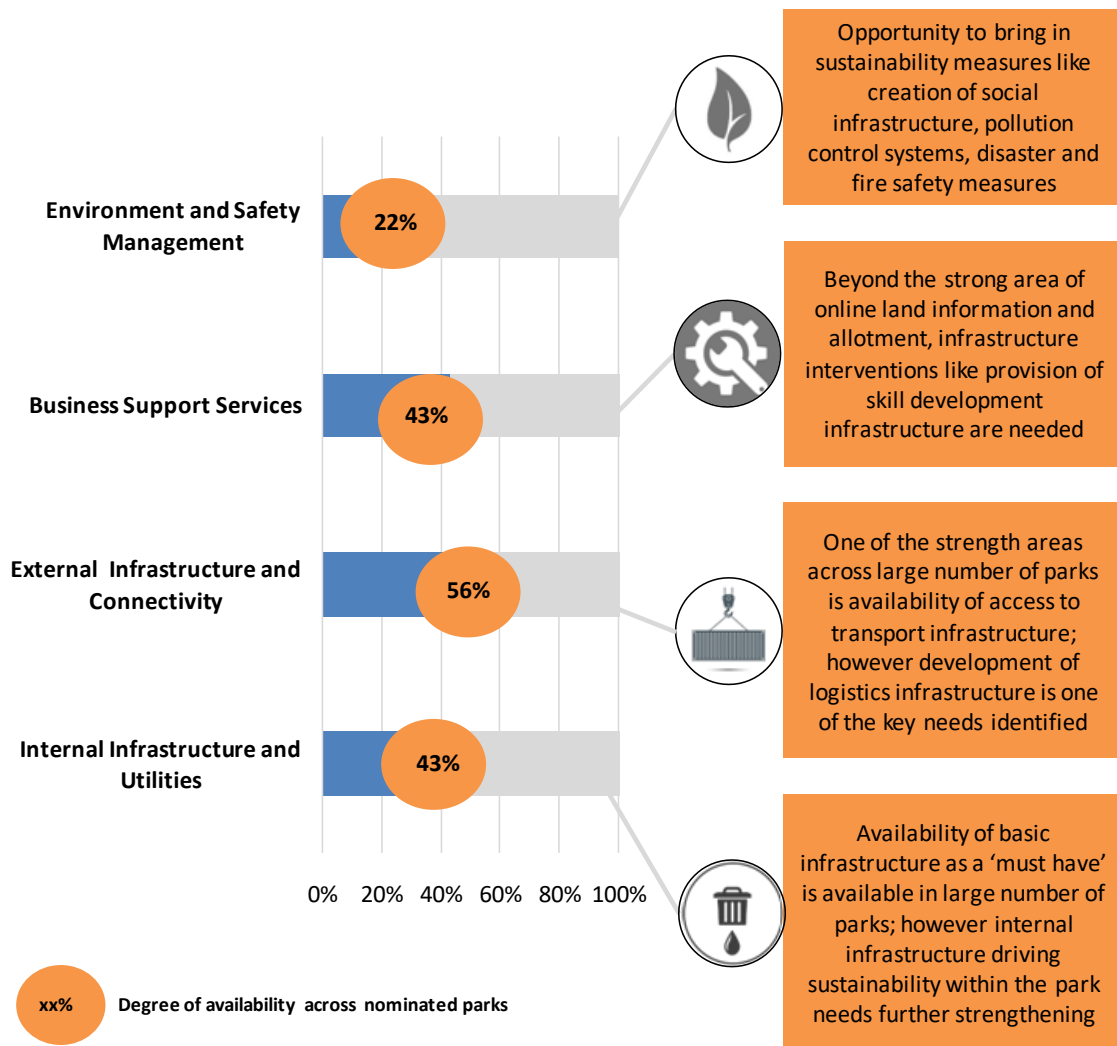 Opportunity to bring in
sustainability measures like
creation of social
infrastructure, pollution
control systems, disaster and
fire safety measures
Environment and Safety
Management
22%
Beyond the strong area of
online land information and
allotment, infrastructure
interventions like provision of
skill development
infrastructure are needed
Business Support Services
43%
One of the strength areas
across large number of parks
is availability of access to
transport infrastructure;
however development of
logistics infrastructure is one
of the key needs identified
External Infrastructure and
Connectivity
56%
Internal Infrastructure and
Utilities
43%
Availability of basic
infrastructure as a ‘must have’
is available in large number of
parks; however internal
infrastructure driving
sustainability within the park
needs further strengthening
0% 20% 40% 60% 80% 100%
xx% Degree of availability across nominated parks